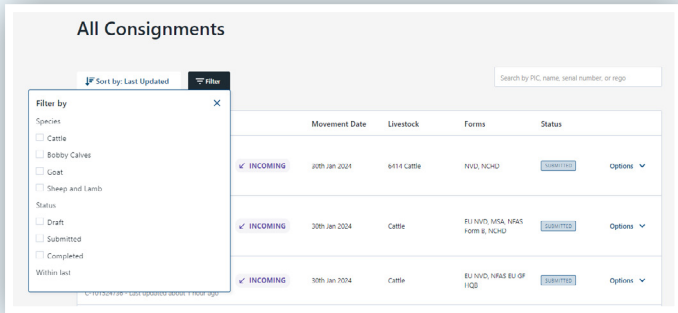 All Consignments
Sort by: Last Updated
Filter
Search by PIC, name, serial number, or rego
Filter by
Species
Cattle
Bobby Calves
Goat
Sheep and Lamb
Status
Draft
Submitted
Completed
Within last
Movement Date Livestock Forms Status
INCOMING 30th Jan 2024 6414 Cattle NVD, NCHD SUBMITTED Options
INCOMING 30th Jan 2024 Cattle EU NVD, MSA, NFAS
Form B, NCHD SUBMITTED Options
INCOMING 30th Jan 2024 Cattle EU NVD, NFAS EU GF
HQB SUBMITTED Options
Last updated about 1 hour ago